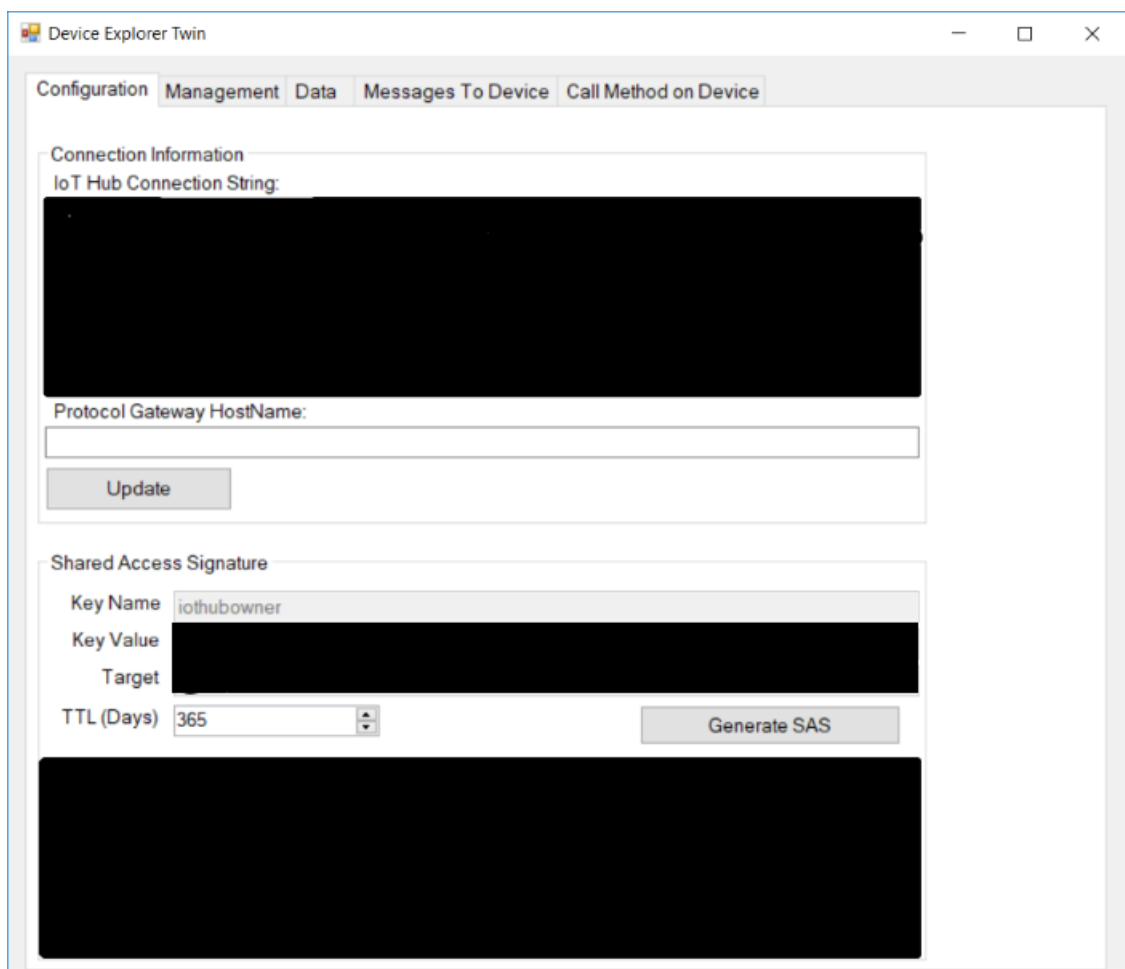 Device Explorer Twin
Configuration Management Data Messages To Device Call Method on Device
Connection Information
IoT Hub Connection String:
Protocol Gateway HostName:
Update
Shared Access Signature
Key Name iothubowner
Key Value
Target
TTL (Days) 365 Generate SAS